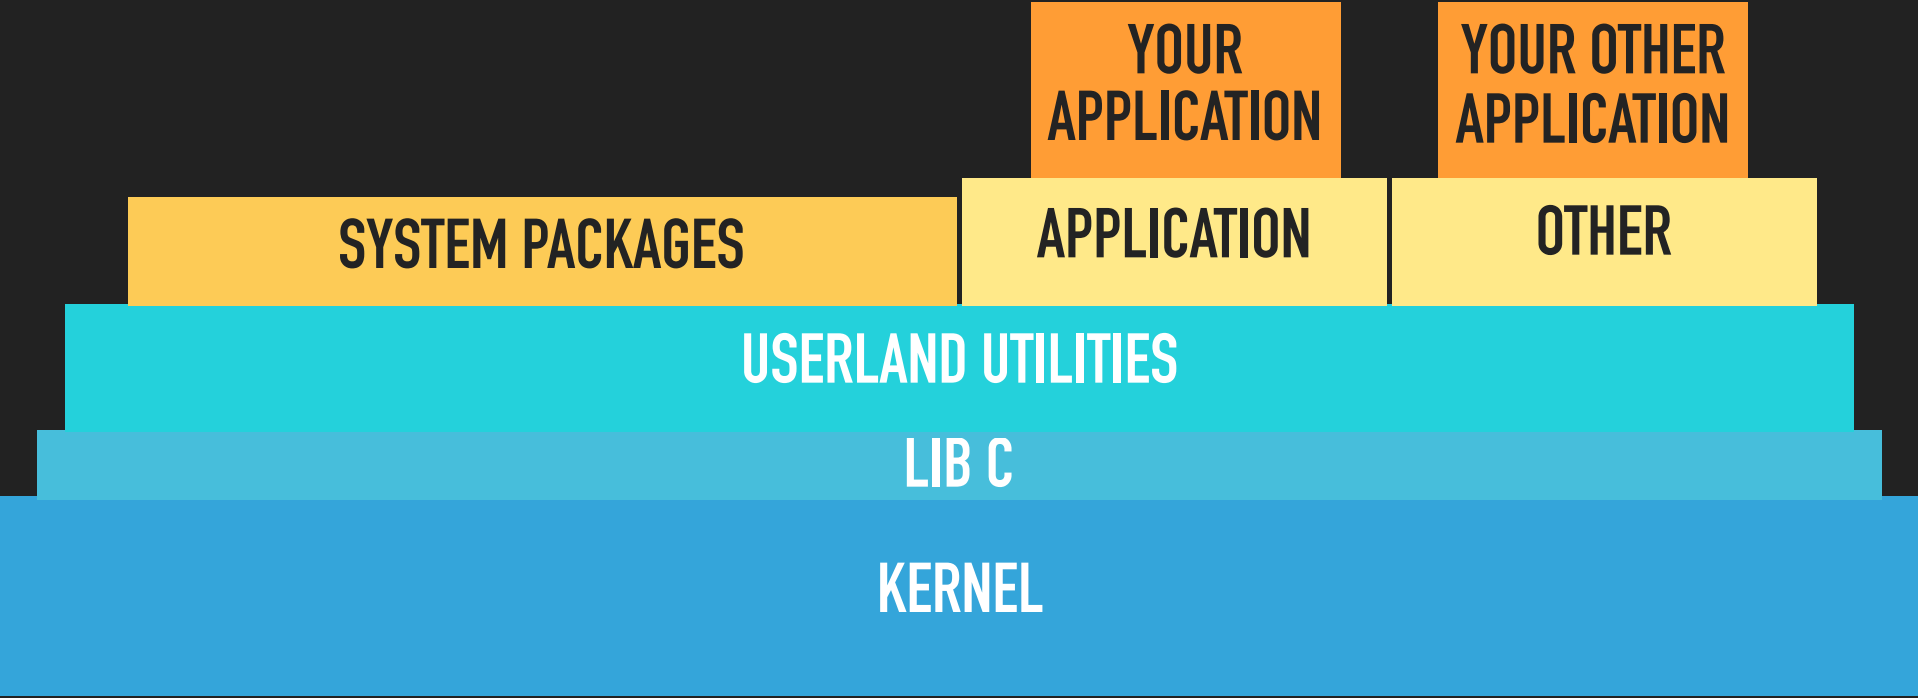 YOUR
APPLICATION
YOUR OTHER
APPLICATION
SYSTEM PACKAGES
APPLICATION
OTHER
USERLAND UTILITIES
LIB C
KERNEL